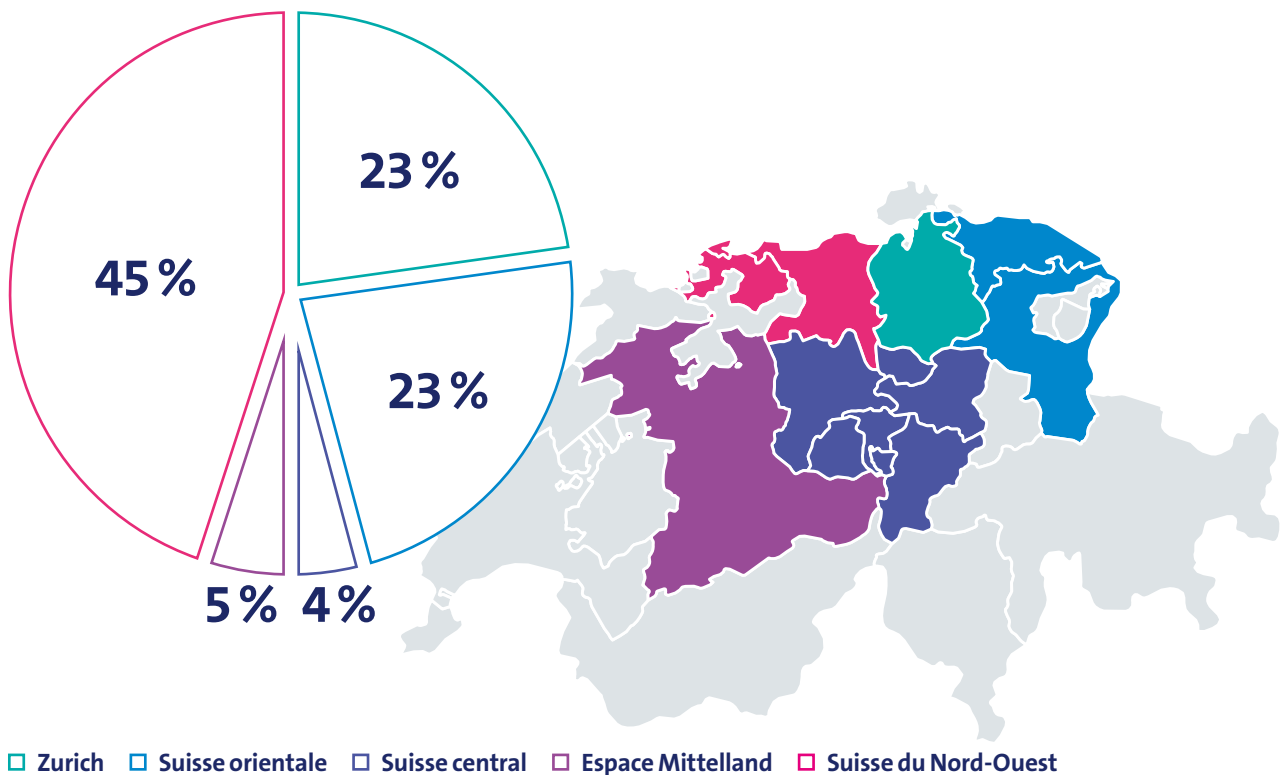 23 %
45 %
23 %
5 % 4 %
Zurich Suisse orientale Suisse central Espace Mittelland Suisse du Nord-Ouest